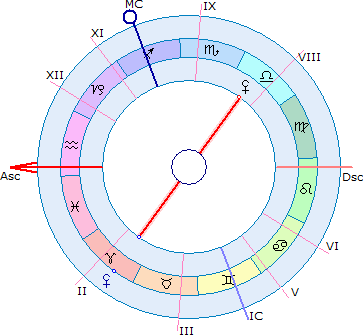 MC
IX
XI
♐
♏
VIII
♎
XII
♑
♀
♒
♍
Asc
Dsc
♓
♌
VI
♈
♋
♀
♉
♊
II
V
III
IC